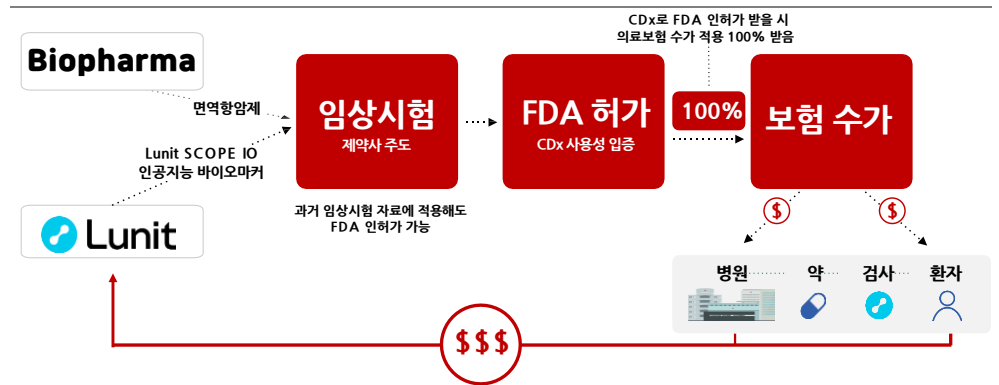 CDx로 FDA 인허가 받을 시
의료보험 수가 적용 100% 받음
Biopharma
면역항암제
임상시험
제약사 주도
FDA 허가
CDx 사용성 입증
100%
보험 수가
Lunit SCOPE IO
인공지능 바이오마커
과거 임상시험 자료에 적용해도
FDA 인허가 가능
Lunit
$
$
병원
약
검사
환자
$$$